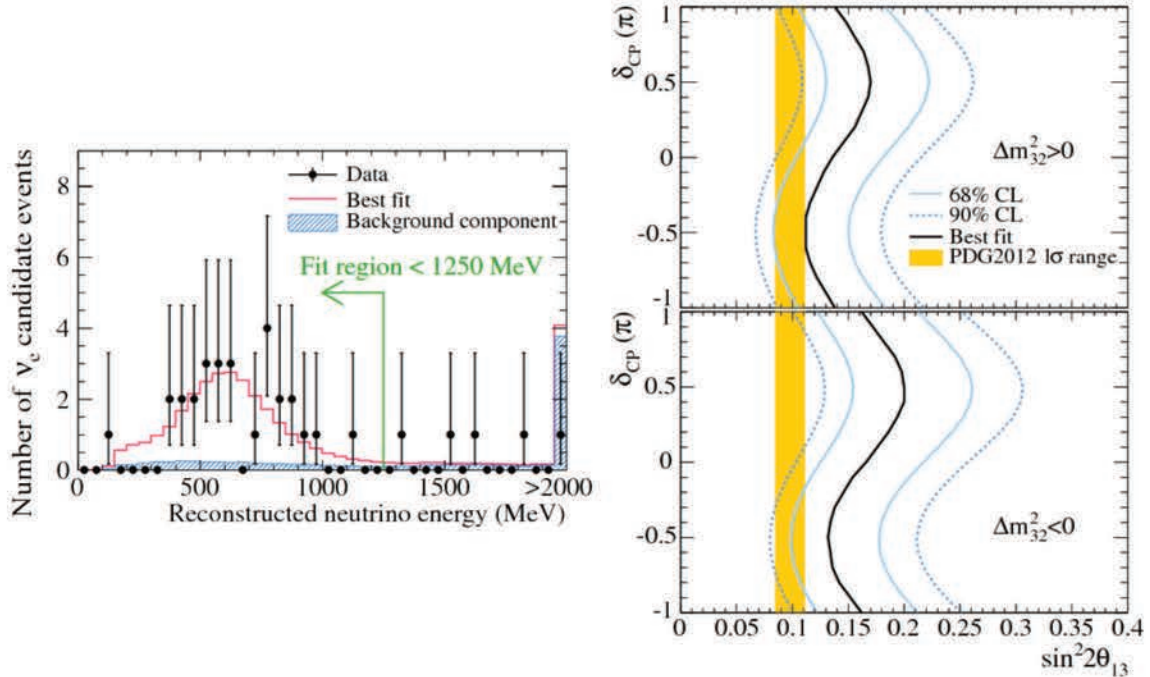 Number of νe candidate events
8
6
4
2
0
Data
Best fit
Background component
Fit region < 1250 MeV
0 500 1000 1500 >2000
Reconstructed neutrino energy (MeV)
δCP (π)
1
0.5
0
-0.5
-1
Δm²32>0
68% CL
90% CL
Best fit
PDG2012 1σ range
δCP (π)
1
0.5
0
-0.5
-1
Δm²32<0
0 0.05 0.1 0.15 0.2 0.25 0.3 0.35 0.4
sin²2θ13